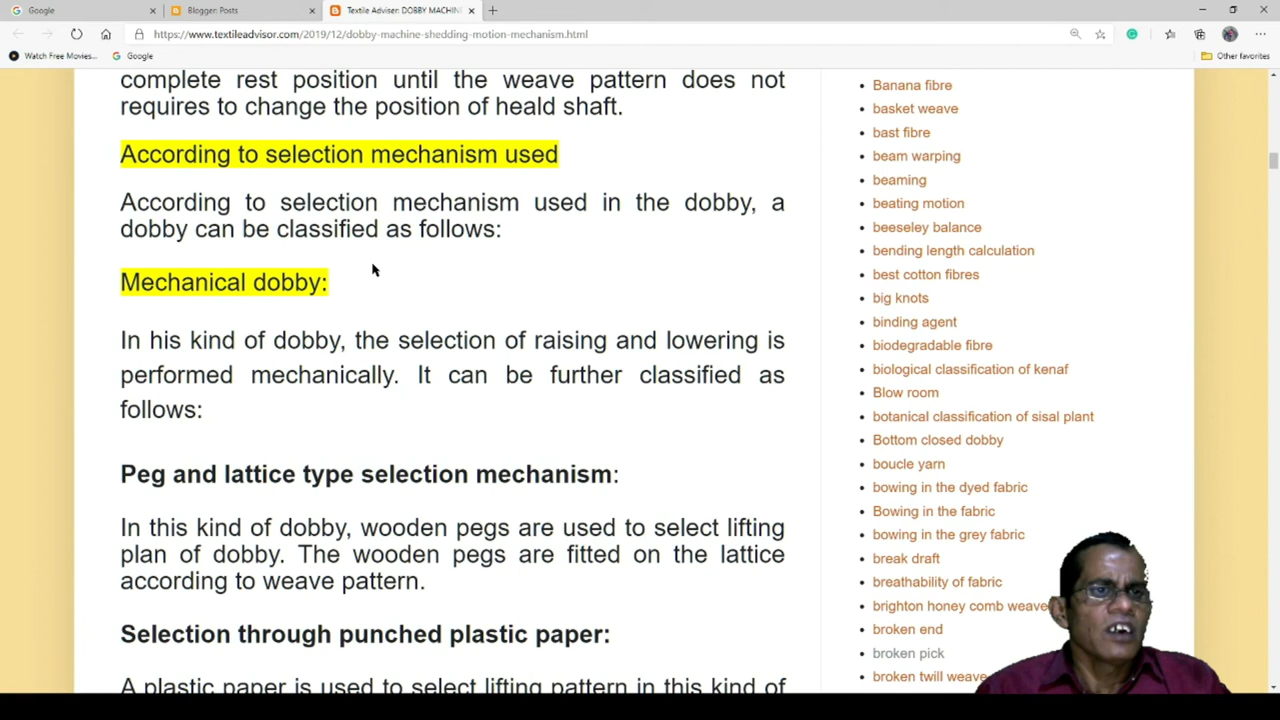 Google
Blogger: Posts
Textile Adviser: DOBBY MACHIN
https://www.textileadvisor.com/2019/12/dobby-machine-shedding-motion-mechanism.html
Watch Free Movies...
Google
Other favorites
complete rest position until the weave pattern does not
requires to change the position of heald shaft.
According to selection mechanism used
According to selection mechanism used in the dobby, a
dobby can be classified as follows:
Mechanical dobby:
In his kind of dobby, the selection of raising and lowering is
performed mechanically. It can be further classified as
follows:
Peg and lattice type selection mechanism:
In this kind of dobby, wooden pegs are used to select lifting
plan of dobby. The wooden pegs are fitted on the lattice
according to weave pattern.
Selection through punched plastic paper:
A plastic paper is used to select lifting pattern in this kind of
Banana fibre
basket weave
bast fibre
beam warping
beaming
beating motion
beeseley balance
bending length calculation
best cotton fibres
big knots
binding agent
biodegradable fibre
biological classification of kenaf
Blow room
botanical classification of sisal plant
Bottom closed dobby
boucle yarn
bowing in the dyed fabric
Bowing in the fabric
bowing in the grey fabric
break draft
breathability of fabric
brighton honey comb weave
broken end
broken pick
broken twill weave